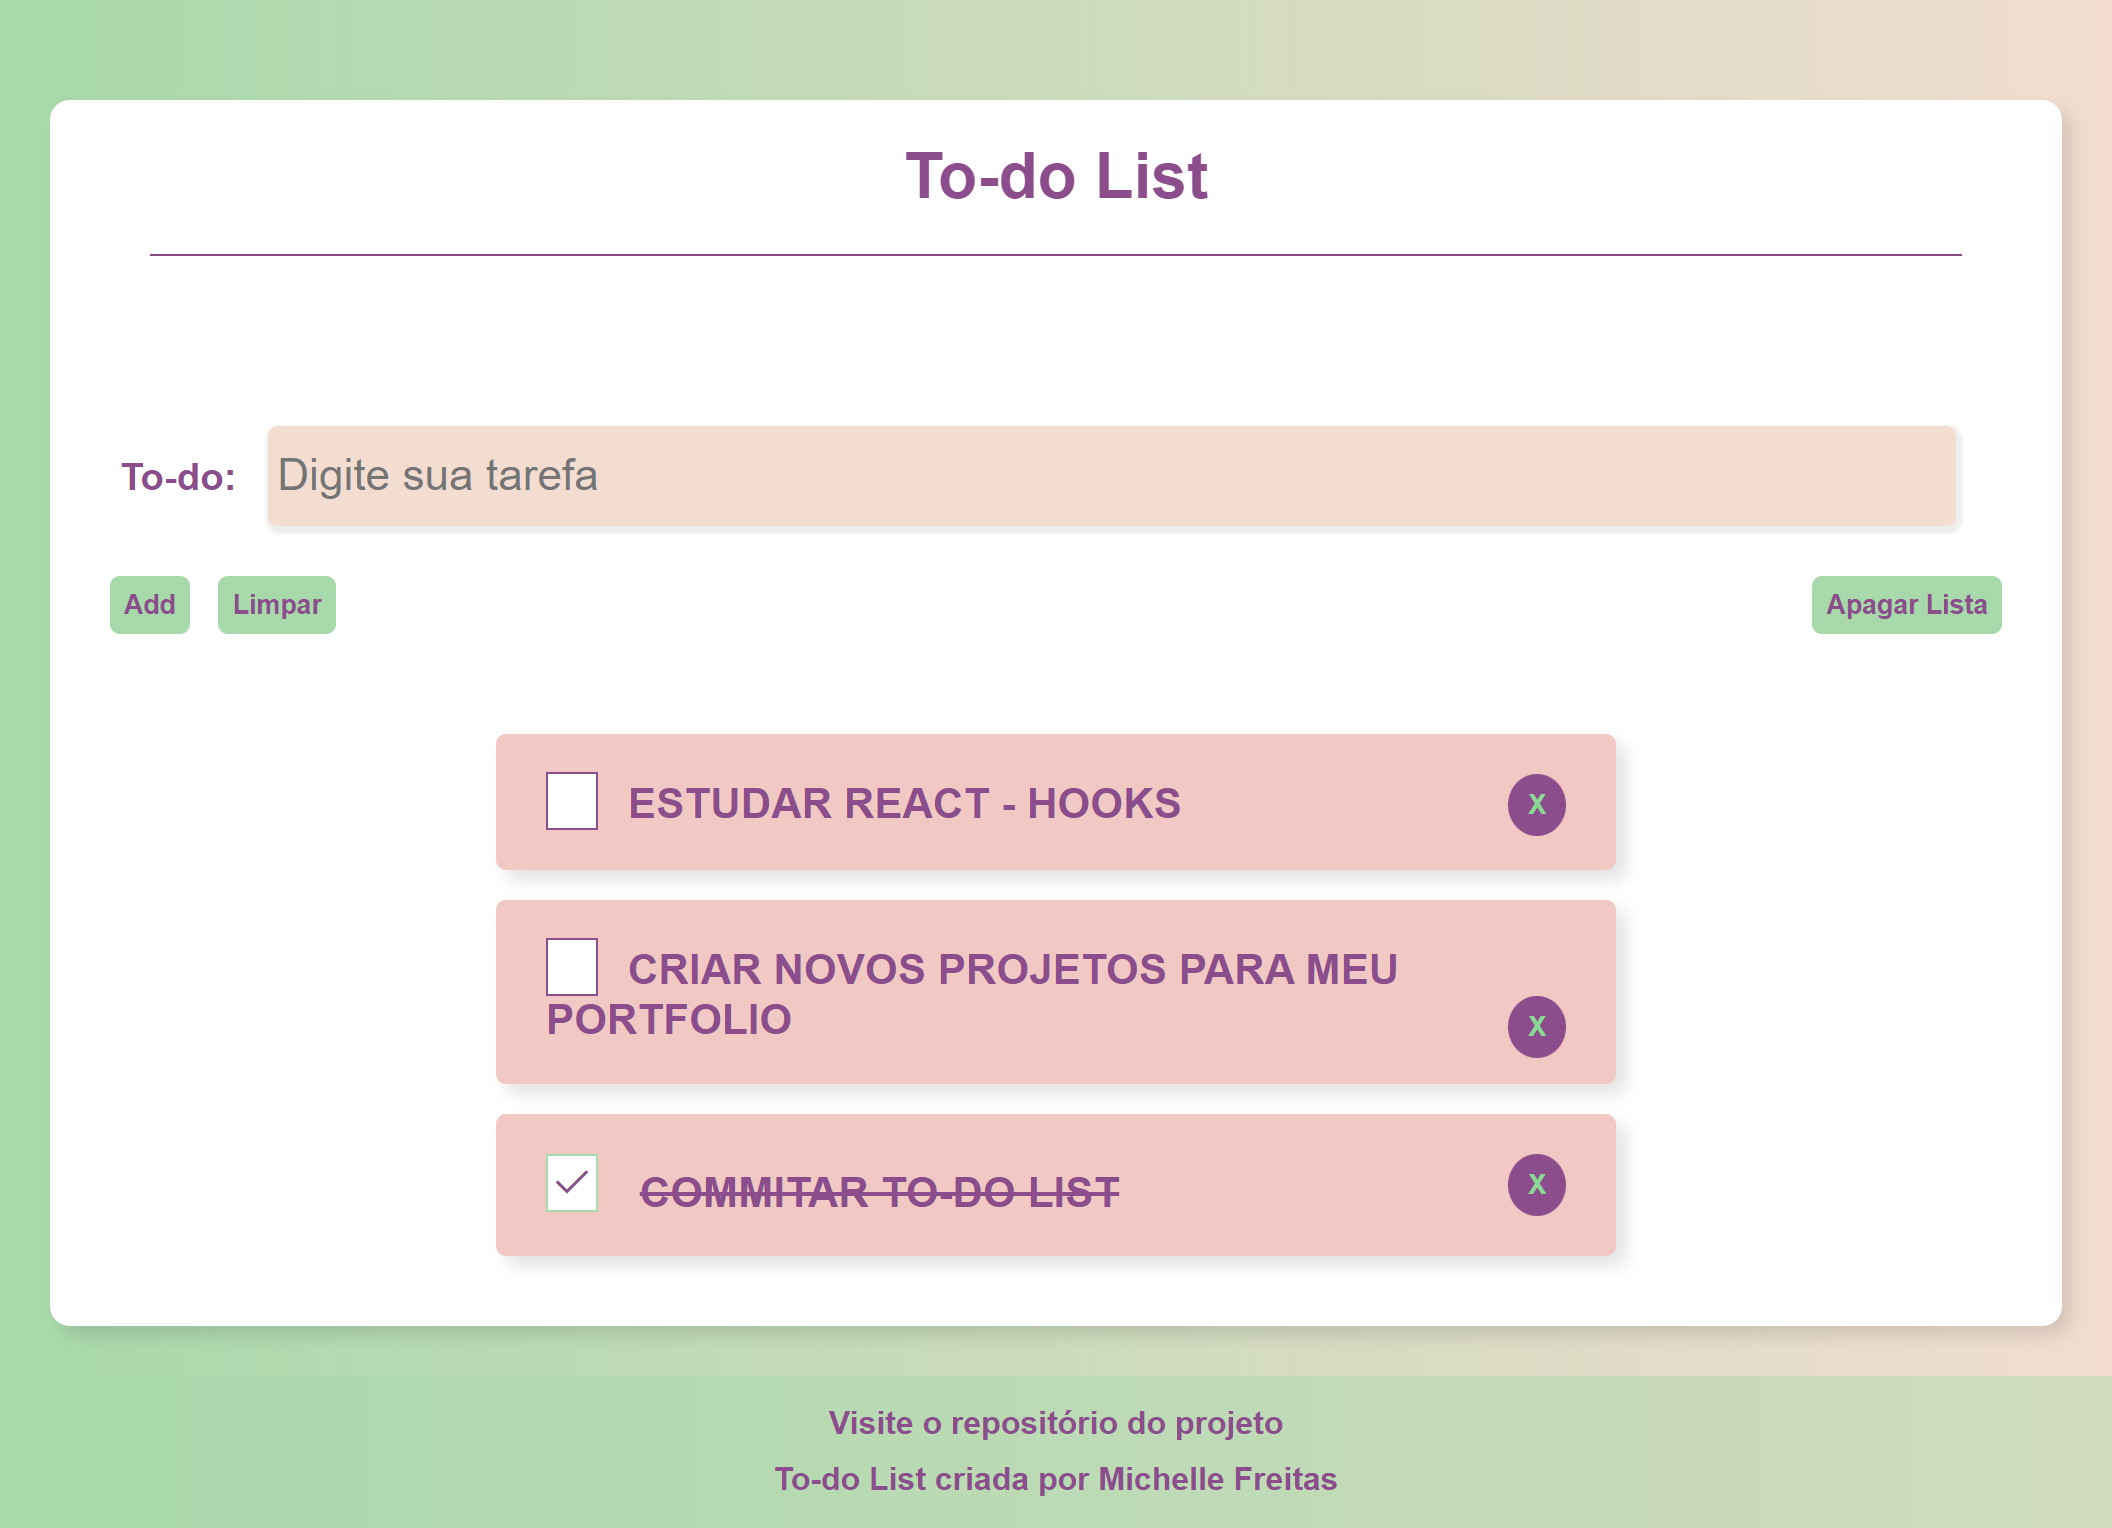 To-do List
To-do: Digite sua tarefa
Add Limpar Apagar Lista
ESTUDAR REACT - HOOKS X
CRIAR NOVOS PROJETOS PARA MEU
PORTFOLIO X
COMMITAR TO-DO LIST X
Visite o repositório do projeto
To-do List criada por Michelle Freitas